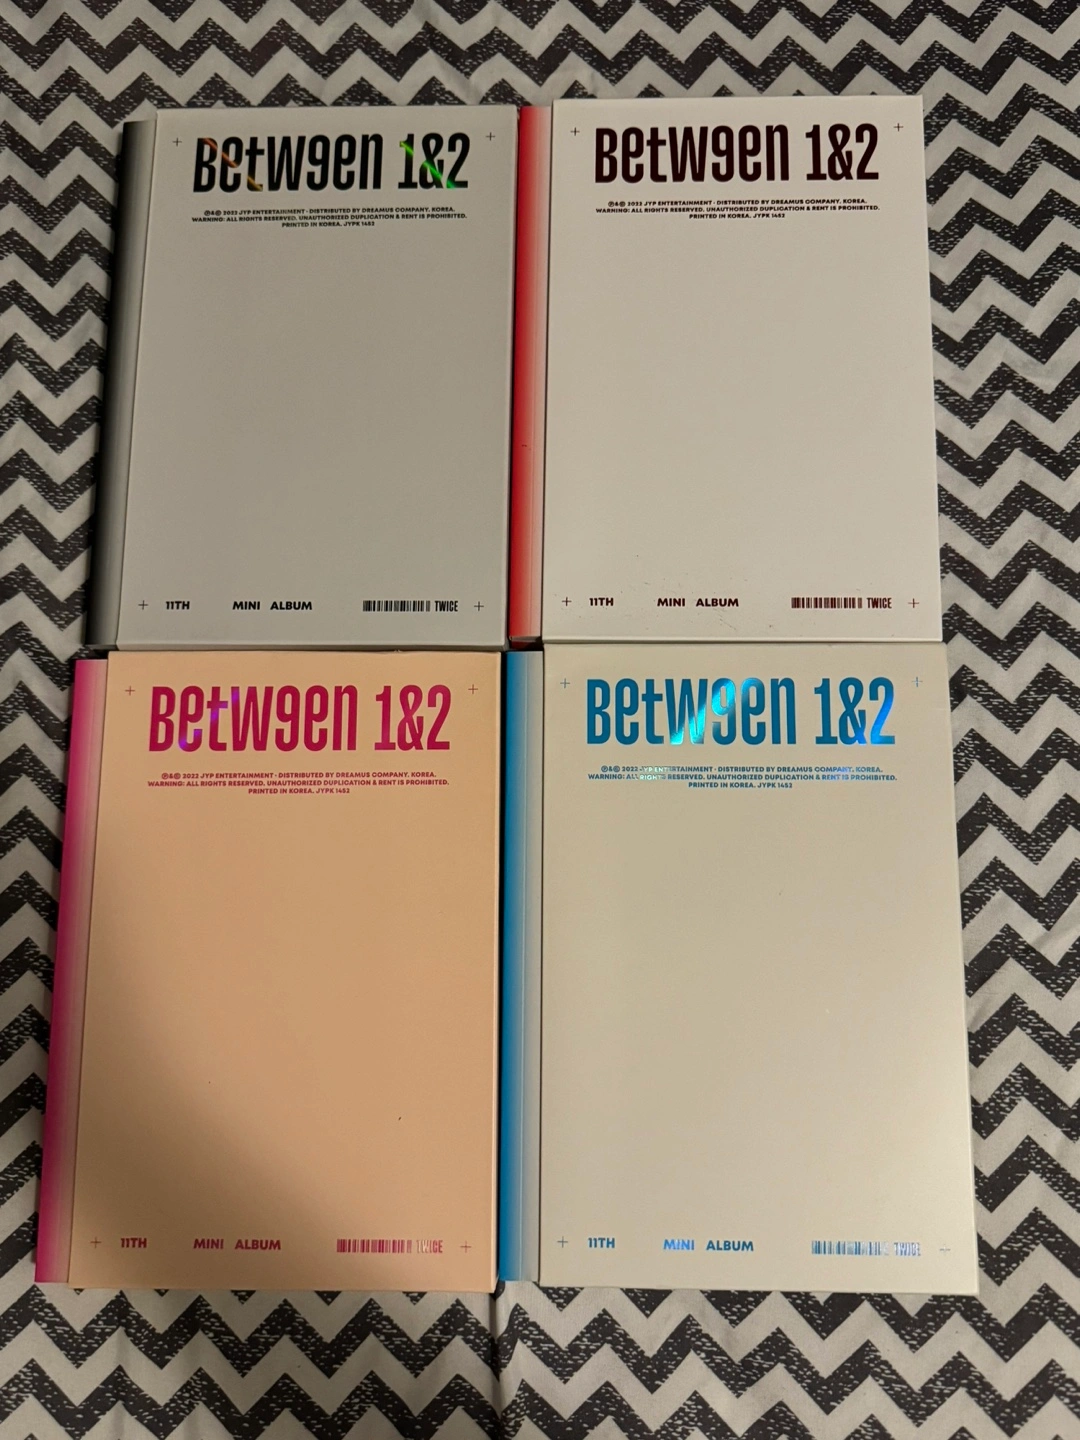 Betw9en 1&2
℗&© 2022 JYP ENTERTAINMENT · DISTRIBUTED BY DREAMUS COMPANY. KOREA.
WARNING: ALL RIGHTS RESERVED. UNAUTHORIZED DUPLICATION & RENT IS PROHIBITED.
PRINTED IN KOREA. JYPK 1452
11TH MINI ALBUM TWICE
Betw9en 1&2
℗&© 2022 JYP ENTERTAINMENT · DISTRIBUTED BY DREAMUS COMPANY. KOREA.
WARNING: ALL RIGHTS RESERVED. UNAUTHORIZED DUPLICATION & RENT IS PROHIBITED.
PRINTED IN KOREA. JYPK 1452
11TH MINI ALBUM TWICE
Betw9en 1&2
℗&© 2022 JYP ENTERTAINMENT · DISTRIBUTED BY DREAMUS COMPANY. KOREA.
WARNING: ALL RIGHTS RESERVED. UNAUTHORIZED DUPLICATION & RENT IS PROHIBITED.
PRINTED IN KOREA. JYPK 1452
11TH MINI ALBUM TWICE
Betw9en 1&2
℗&© 2022 JYP ENTERTAINMENT · DISTRIBUTED BY DREAMUS COMPANY. KOREA.
WARNING: ALL RIGHTS RESERVED. UNAUTHORIZED DUPLICATION & RENT IS PROHIBITED.
PRINTED IN KOREA. JYPK 1453
11TH MINI ALBUM TWICE